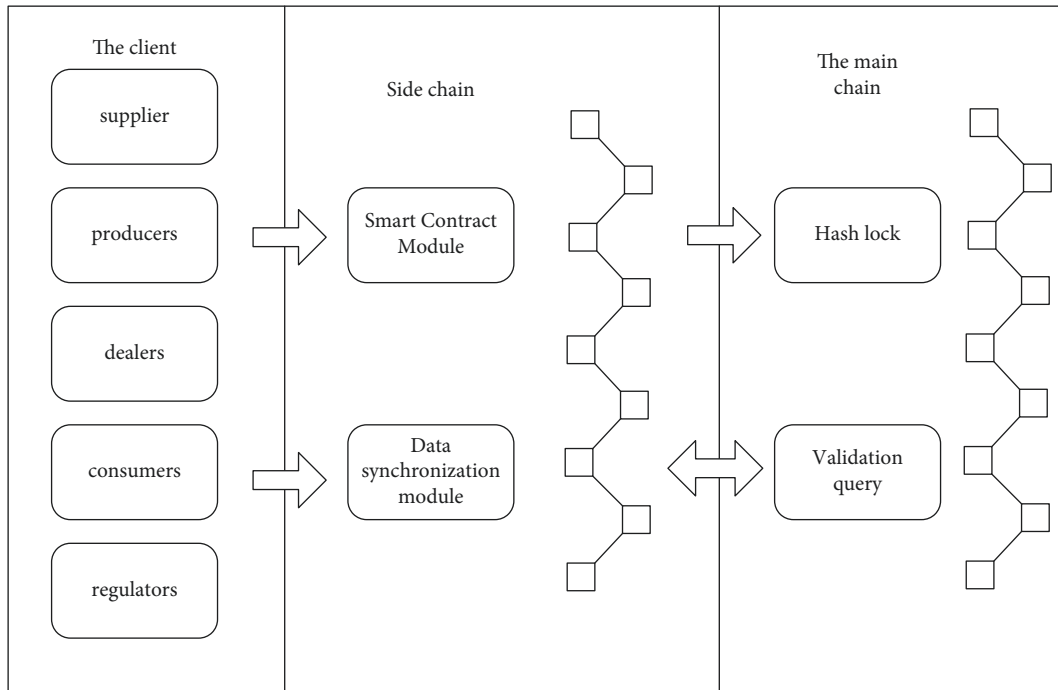 The client
supplier
producers
dealers
consumers
regulators
Side chain
Smart Contract
Module
Data
synchronization
module
The main
chain
Hash lock
Validation
query